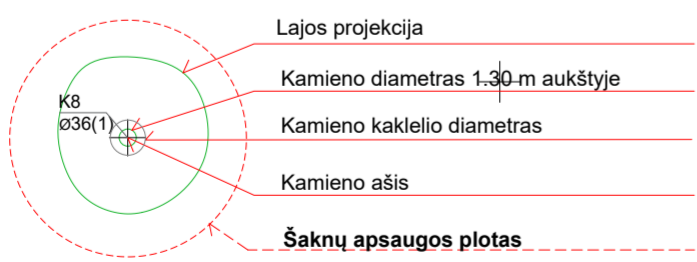 Lajos projekcija
Kamieno diametras 1.30 m aukštyje
K8
Ø36(1)
Kamieno kaklelio diametras
Kamieno ašis
Šaknų apsaugos plotas